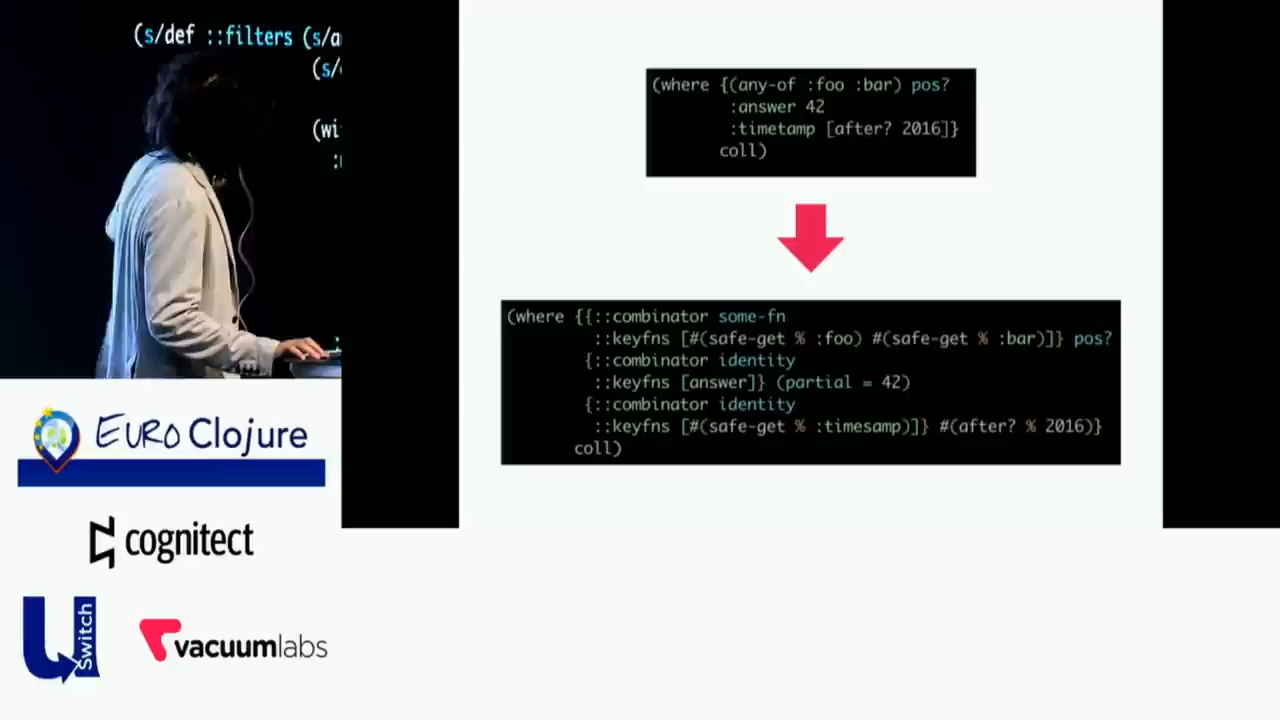 (s/def ::filters (s/a
(s/
(wi
(where {(any-of :foo :bar) pos?
:answer 42
:timetamp [after? 2016]}
coll)
(where {{::combinator some-fn
::keyfns [#(safe-get % :foo) #(safe-get % :bar)]} pos?
{::combinator identity
::keyfns [answer]} (partial = 42)
{::combinator identity
::keyfns [#(safe-get % :timesamp)]} #(after? % 2016)}
coll)
EURO Clojure
cognitect
U Switch
vacuumlabs